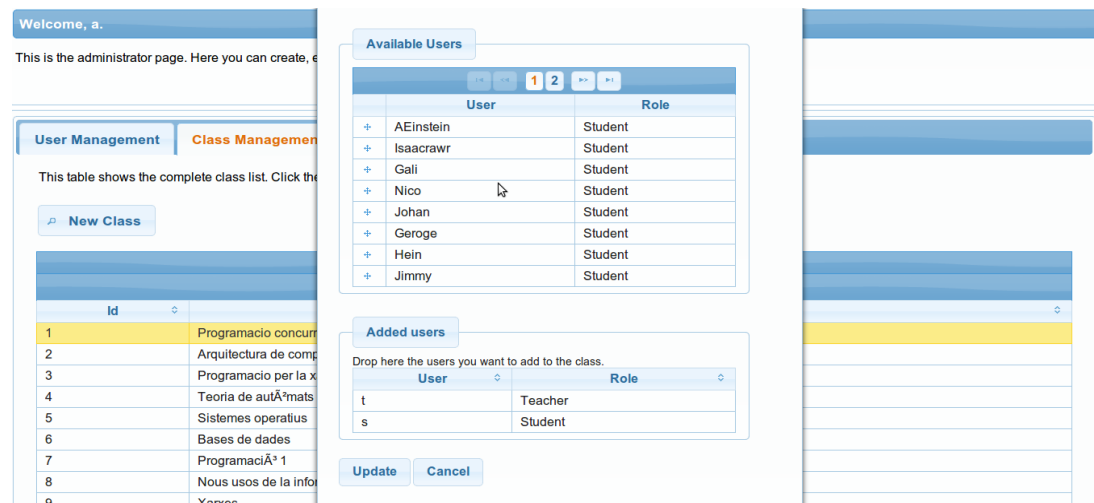 Welcome, a.
This is the administrator page. Here you can create, e
User Management
Class Managemen
This table shows the complete class list. Click the
New Class
Id
1 Programacio concurr
2 Arquitectura de comp
3 Programacio per la x
4 Teoria de autÃ²mats
5 Sistemes operatius
6 Bases de dades
7 ProgramaciÃ³ 1
8 Nous usos de la infor
9 Xarxes
Available Users
1 2
User Role
AEinstein Student
Isaacrawr Student
Gali Student
Nico Student
Johan Student
Geroge Student
Hein Student
Jimmy Student
Added users
Drop here the users you want to add to the class.
User Role
t Teacher
s Student
Update Cancel